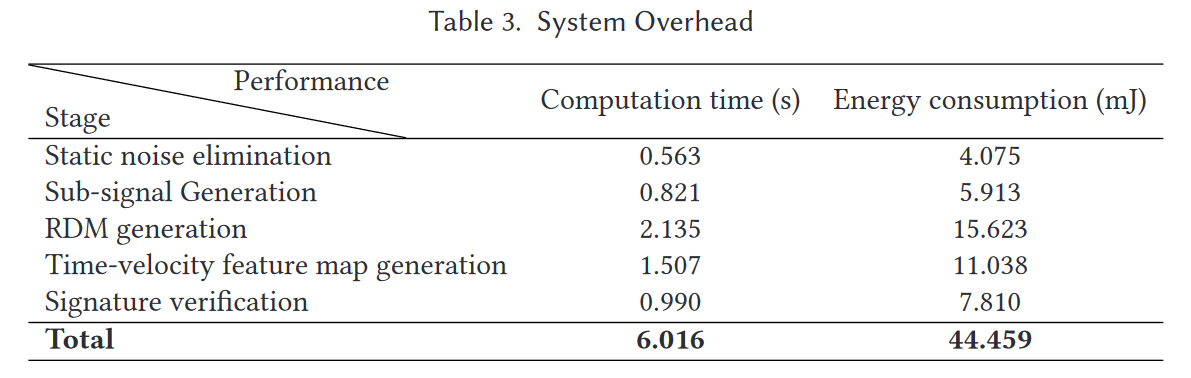 Table 3. System Overhead
Performance
Stage
Computation time (s) Energy consumption (mJ)
Static noise elimination 0.563 4.075
Sub-signal Generation 0.821 5.913
RDM generation 2.135 15.623
Time-velocity feature map generation 1.507 11.038
Signature verification 0.990 7.810
Total 6.016 44.459